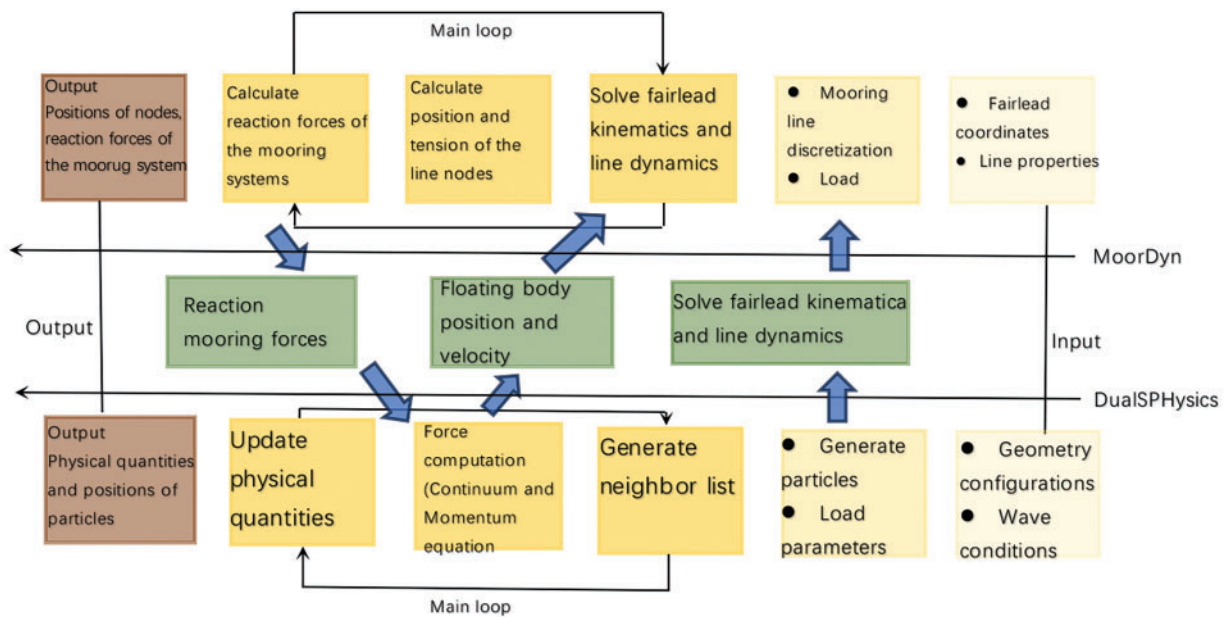 Main loop
Output
Positions of nodes,
reaction forces of
the moorug system
Calculate
reaction forces of
the mooring
systems
Calculate
position and
tension of the
line nodes
Solve fairlead
kinematics and
line dynamics
● Mooring
line
discretization
● Load
● Fairlead
coordinates
● Line properties
MoorDyn
Reaction
mooring forces
Floating body
position and
velocity
Solve fairlead kinematica
and line dynamics
Output
Input
DualSPHysics
Output
Physical quantities
and positions of
particles
Update
physical
quantities
Force
computation
(Continuum and
Momentum
equation
Generate
neighbor list
● Generate
particles
● Load
parameters
● Geometry
configurations
● Wave
conditions
Main loop